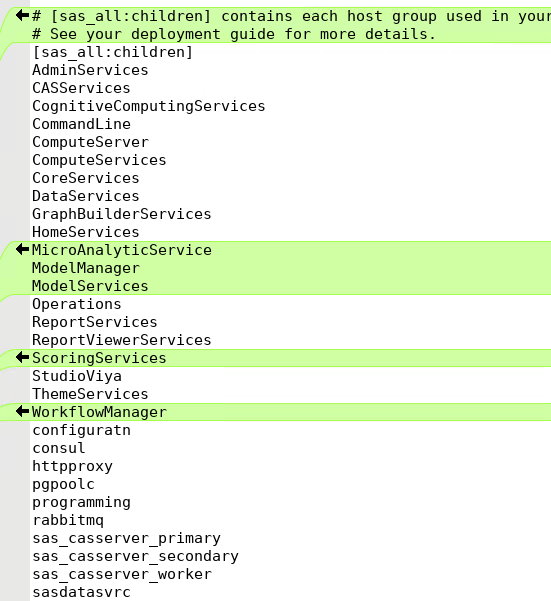 # [sas_all:children] contains each host group used in your
# See your deployment guide for more details.
[sas_all:children]
AdminServices
CASServices
CognitiveComputingServices
CommandLine
ComputeServer
ComputeServices
CoreServices
DataServices
GraphBuilderServices
HomeServices
MicroAnalyticService
ModelManager
ModelServices
Operations
ReportServices
ReportViewerServices
ScoringServices
StudioViya
ThemeServices
WorkflowManager
configuratn
consul
httpproxy
pgpoolc
programming
rabbitmq
sas_casserver_primary
sas_casserver_secondary
sas_casserver_worker
sasdatasvrc